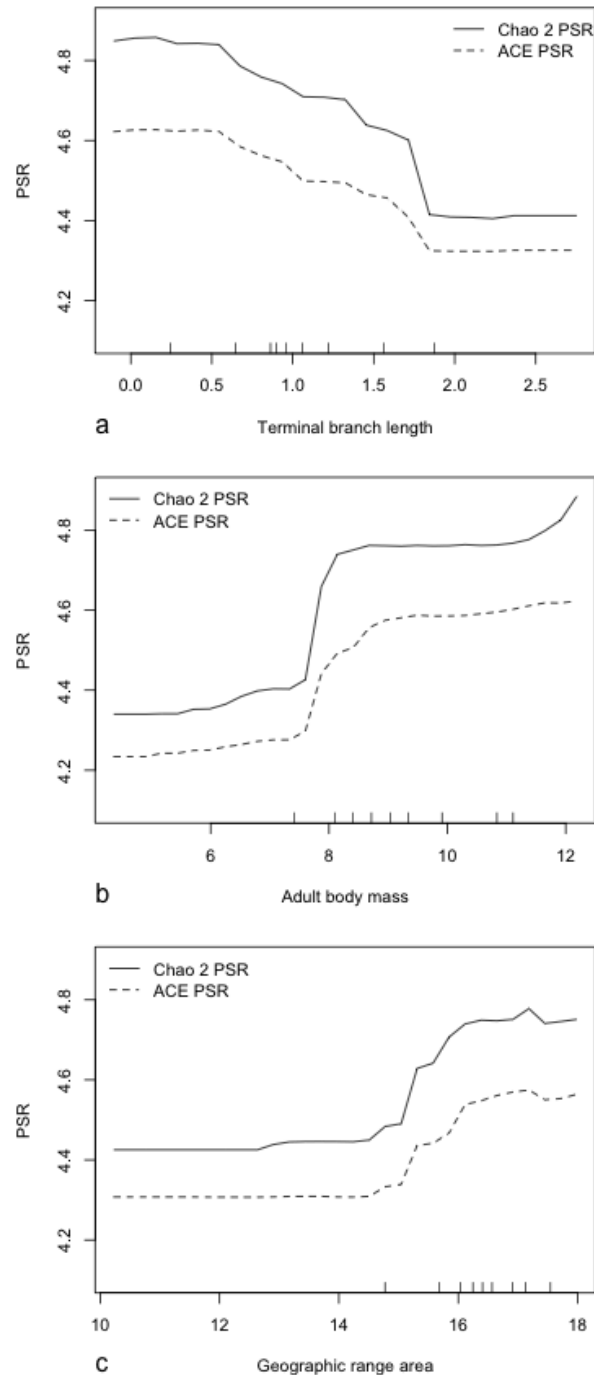 Chao 2 PSR
ACE PSR
PSR
4.8
4.6
4.4
4.2
0.0 0.5 1.0 1.5 2.0 2.5
a
Terminal branch length
Chao 2 PSR
ACE PSR
PSR
4.8
4.6
4.4
4.2
6 8 10 12
b
Adult body mass
Chao 2 PSR
ACE PSR
PSR
4.8
4.6
4.4
4.2
10 12 14 16 18
c
Geographic range area